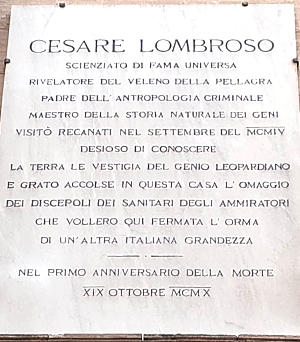 CESARE LOMBROSO
SCIENZIATO DI FAMA UNIVERSA
RIVELATORE DEL VELENO DELLA PELLAGRA
PADRE DELL'ANTROPOLOGIA CRIMINALE
MAESTRO DELLA STORIA NATURALE DEI GENI
VISITÒ RECANATI NEL SETTEMBRE DEL MCMIV
DESIOSO DI CONOSCERE
LA TERRA LE VESTIGIA DEL GENIO LEOPARDIANO
E GRATO ACCOLSE IN QUESTA CASA L'OMAGGIO
DEI DISCEPOLI DEI SANITARI DEGLI AMMIRATORI
CHE VOLLERO QUI FERMATA L'ORMA
DI UN'ALTRA ITALIANA GRANDEZZA
NEL PRIMO ANNIVERSARIO DELLA MORTE
XIX OTTOBRE MCMX